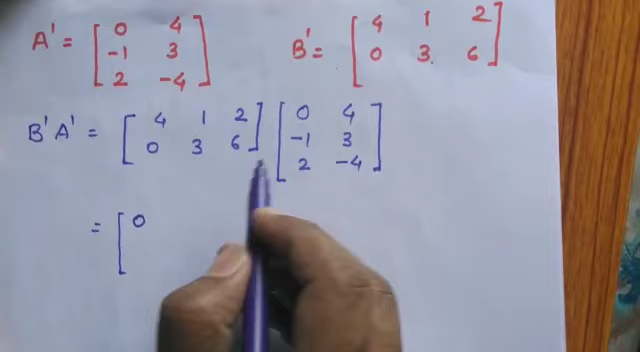 A' = [ 0 4 B' = [ 4 1 2
-1 3 0 3 6 ]
2 -4 ]
B'A' = [ 4 1 2 ] [ 0 4
0 3 6 -1 3
2 -4 ]
= [ 0